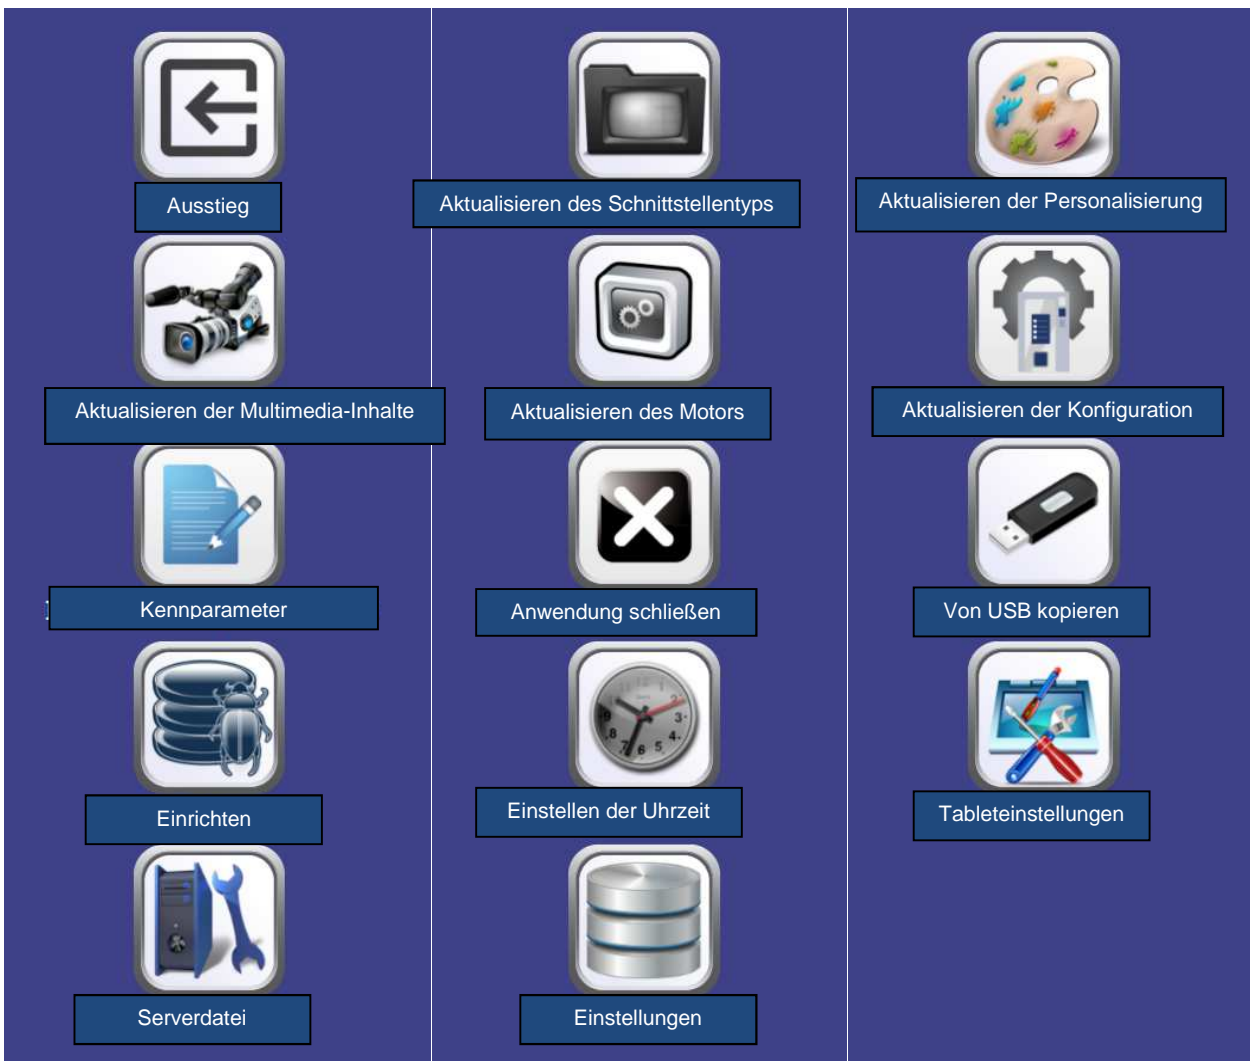 Ausstieg
Aktualisieren des Schnittstellentyps
Aktualisieren der Personalisierung
Aktualisieren der Multimedia-Inhalte
Aktualisieren des Motors
Aktualisieren der Konfiguration
Kennparameter
Anwendung schließen
Von USB kopieren
Einrichten
Einstellen der Uhrzeit
Tableteinstellungen
Serverdatei
Einstellungen